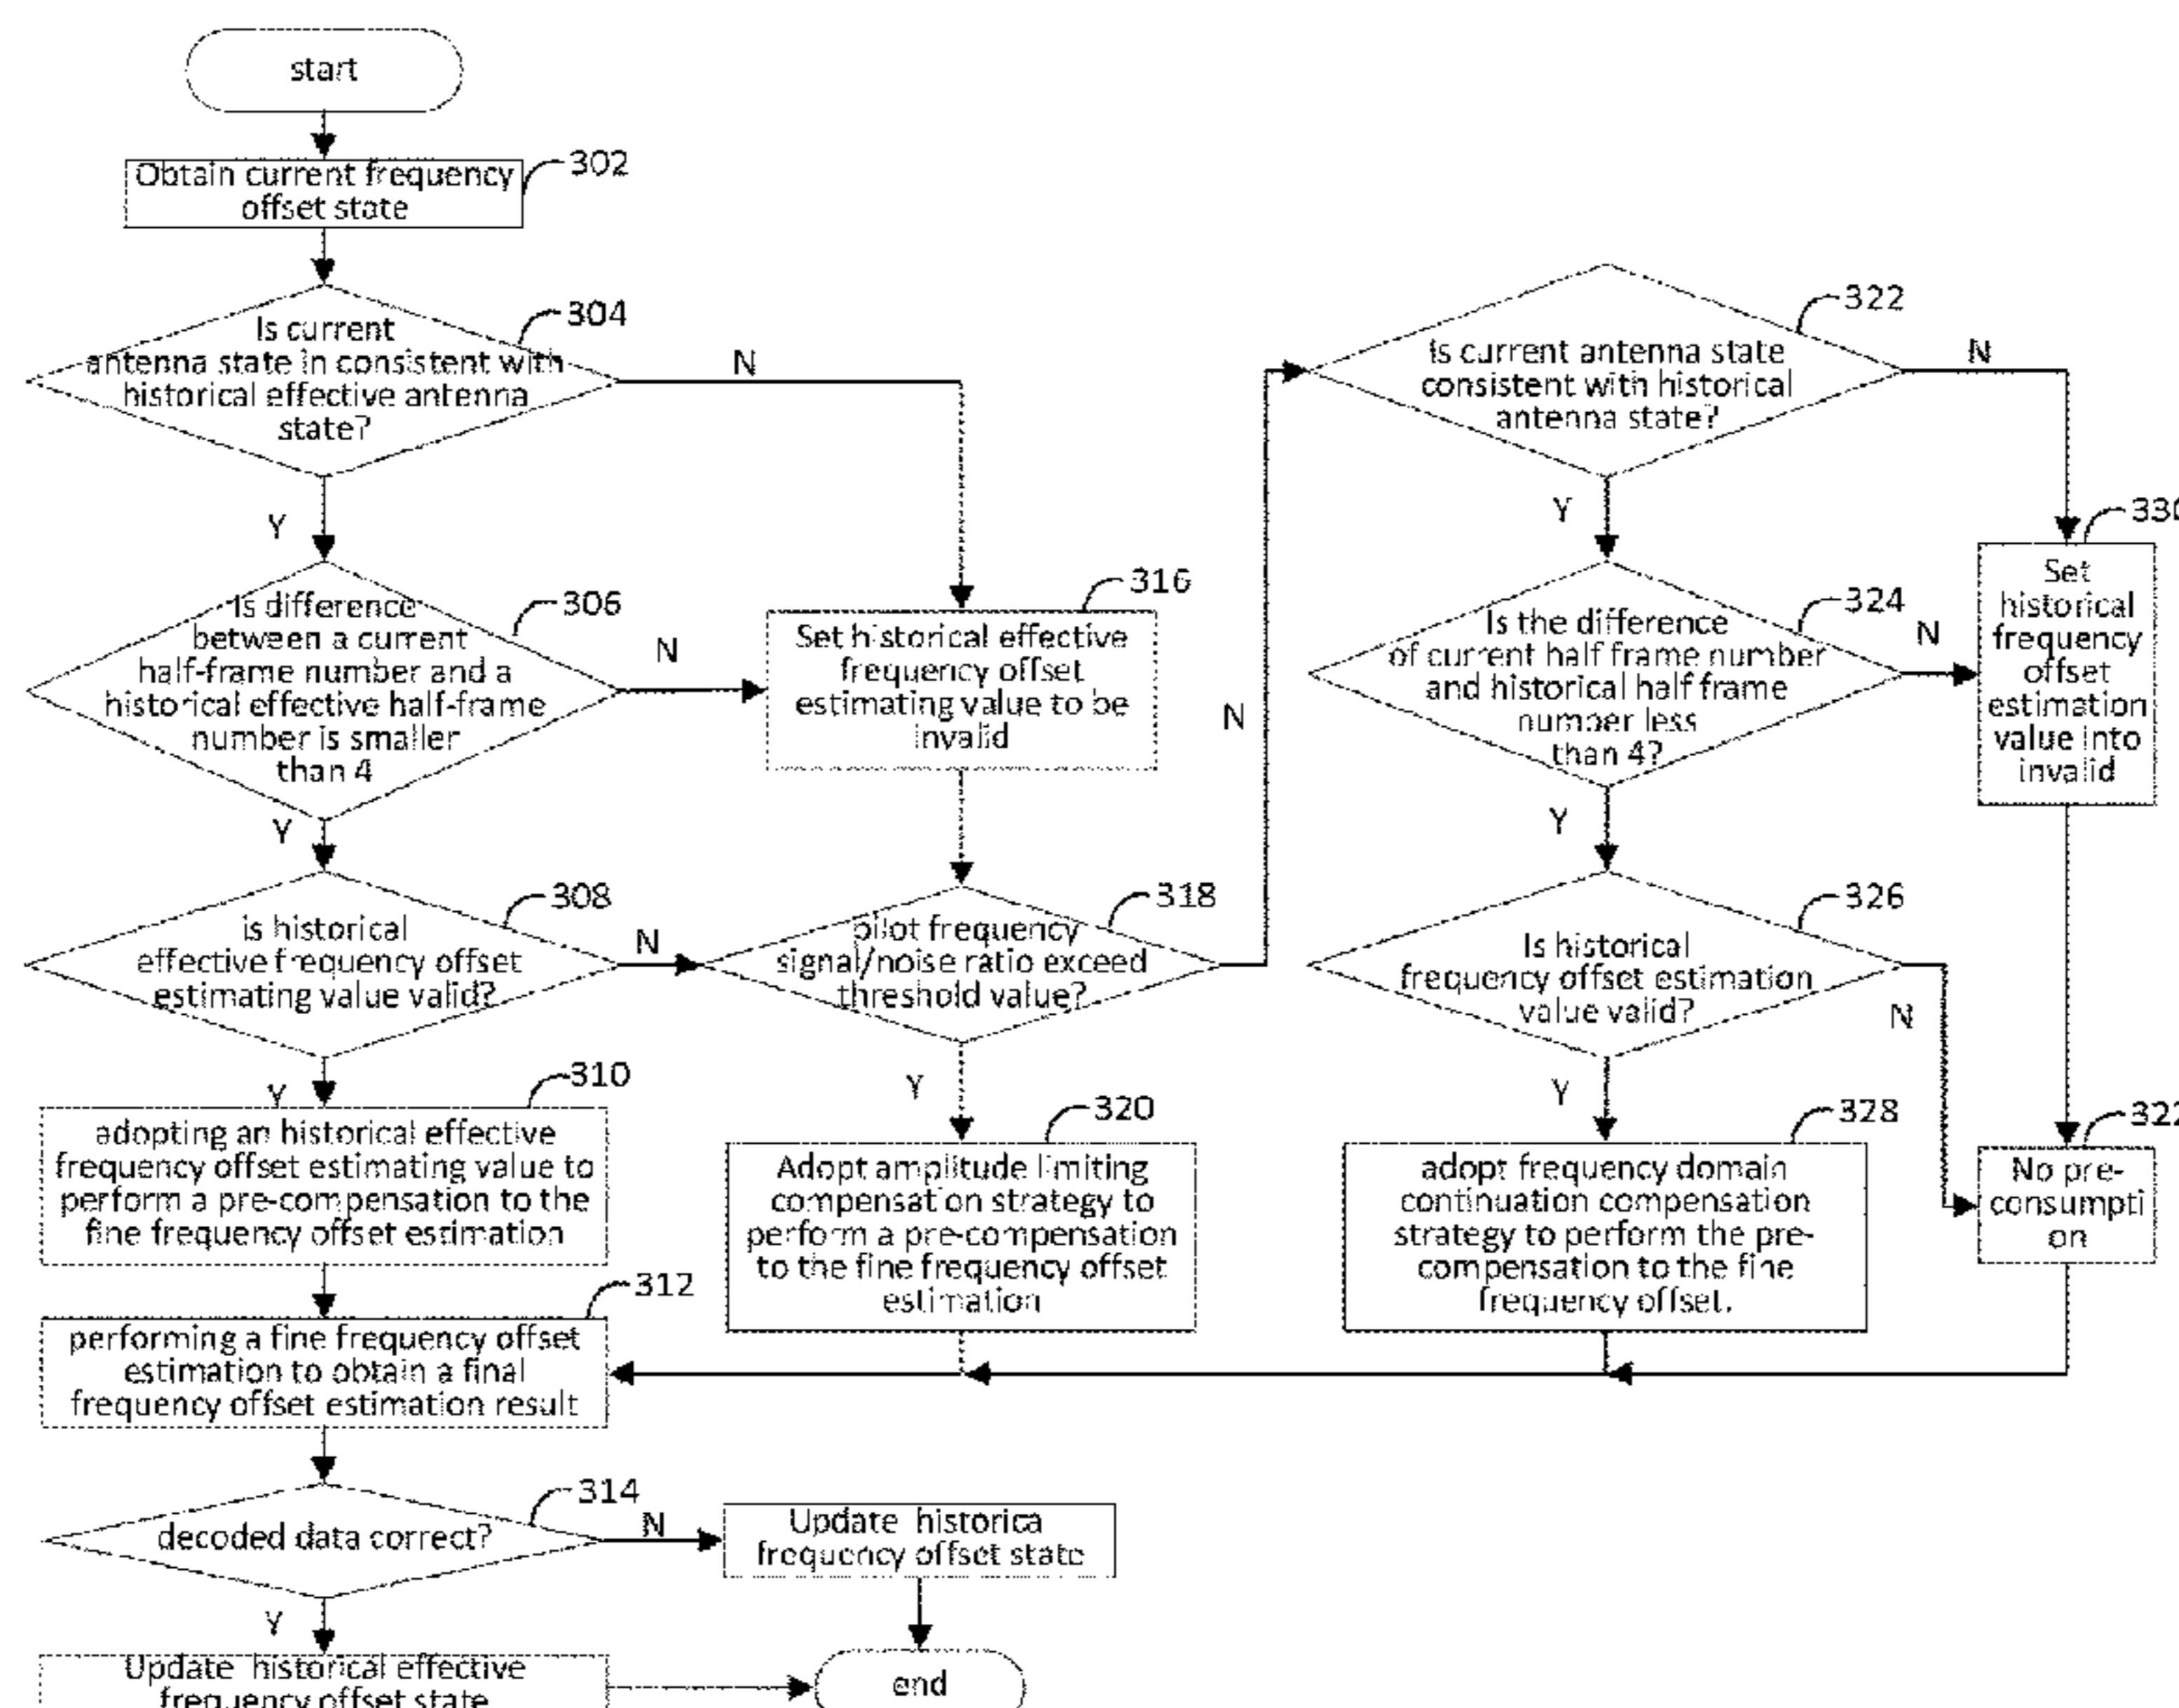 start
302
Obtain current frequency
offset state
304
Is current
antenna state in consistent with
historical effective antenna
state?
N
Y
306
Is difference
between a current
half-frame number and a
historical effective half-frame
number is smaller
than 4
N
Y
316
Set historical effective
frequency offset
estimating value to be
invalid
308
is historical
effective frequency offset
estimating value valid?
N
Y
318
pilot frequency
signal/noise ratio exceed
threshold value?
N
Y
310
adopting an historical effective
frequency offset estimating value to
perform a pre-compensation to the
fine frequency offset estimation
320
Adopt amplitude limiting
compensation strategy to
perform a pre-compensation
to the fine frequency offset
estimation
322
Is current antenna state
consistent with historical
antenna state?
N
Y
324
Is the difference
of current half frame number
and historical half frame
number less
than 4?
N
Y
330
Set
historical
frequency
offset
estimation
value into
invalid
326
Is historical
frequency offset estimation
value valid?
N
Y
328
adopt frequency domain
continuation compensation
strategy to perform the pre-
compensation to the fine
frequency offset.
322
No pre-
consumpti
on
312
performing a fine frequency offset
estimation to obtain a final
frequency offset estimation result
314
decoded data correct?
N
Y
Update historica
frequency offset state
Update historical effective
frequency offset state
end